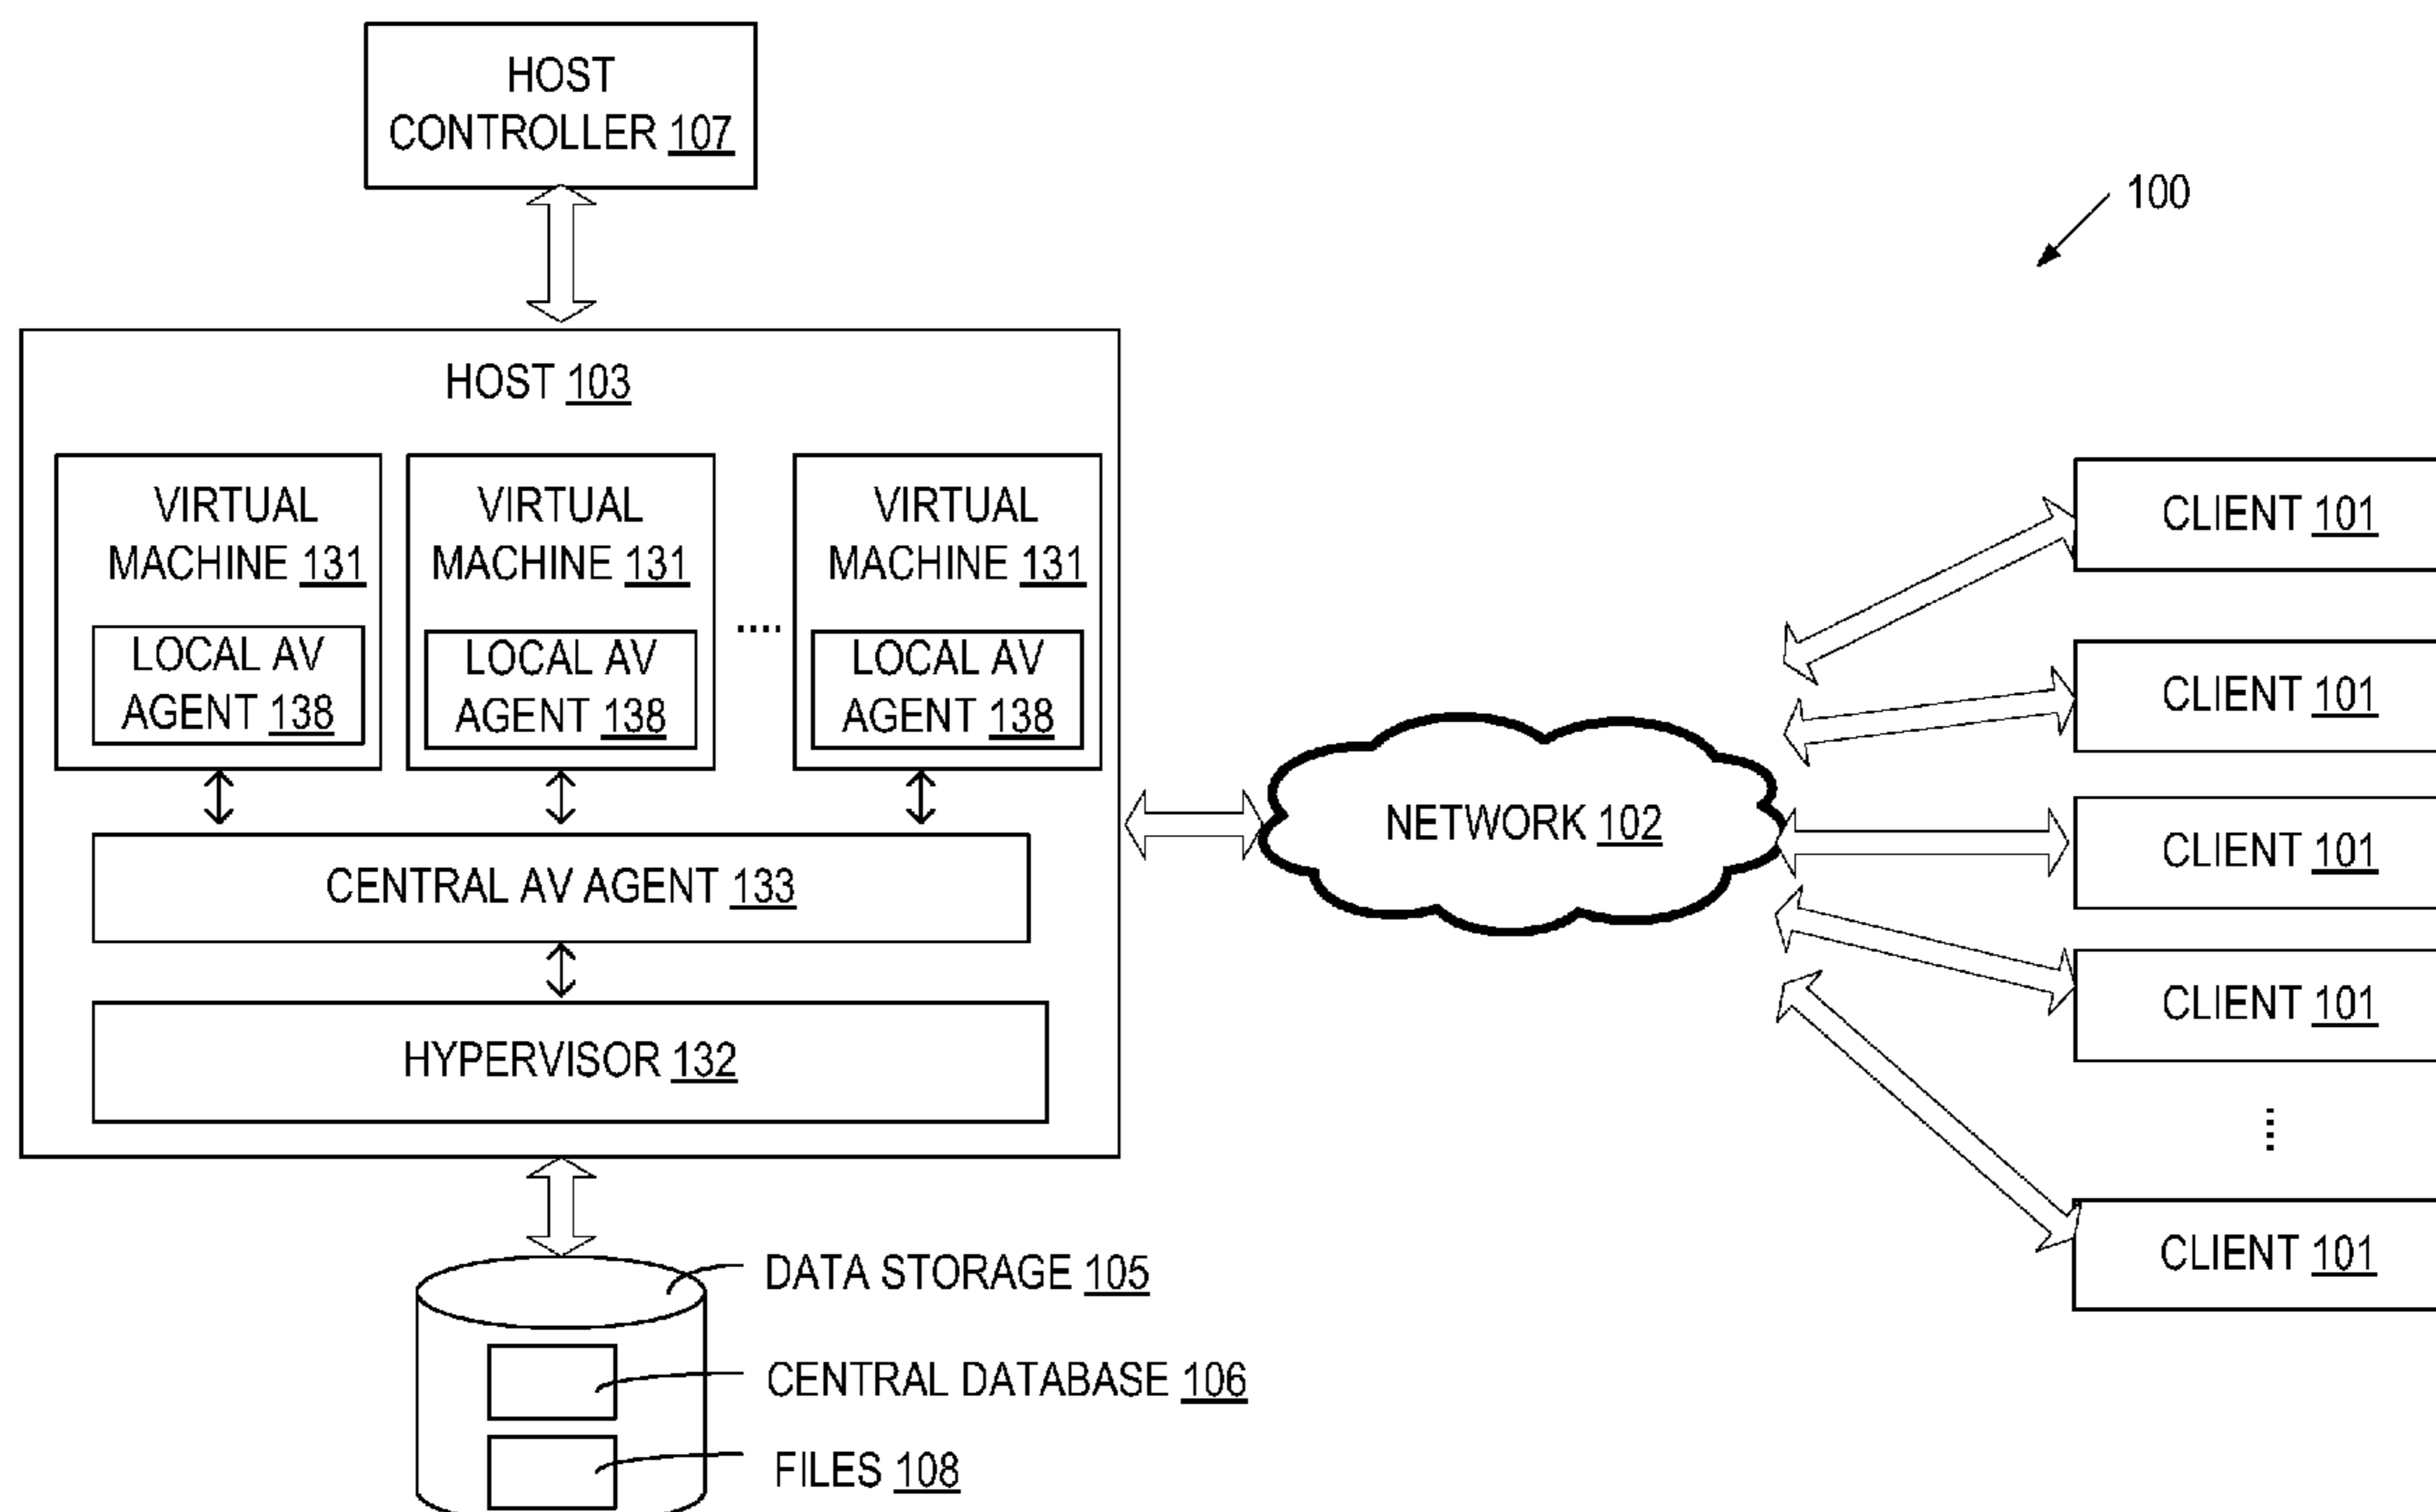 HOST
CONTROLLER 107
100
HOST 103
VIRTUAL
MACHINE 131
LOCAL AV
AGENT 138
VIRTUAL
MACHINE 131
LOCAL AV
AGENT 138
....
VIRTUAL
MACHINE 131
LOCAL AV
AGENT 138
CENTRAL AV AGENT 133
HYPERVISOR 132
NETWORK 102
CLIENT 101
CLIENT 101
CLIENT 101
CLIENT 101
....
CLIENT 101
DATA STORAGE 105
CENTRAL DATABASE 106
FILES 108